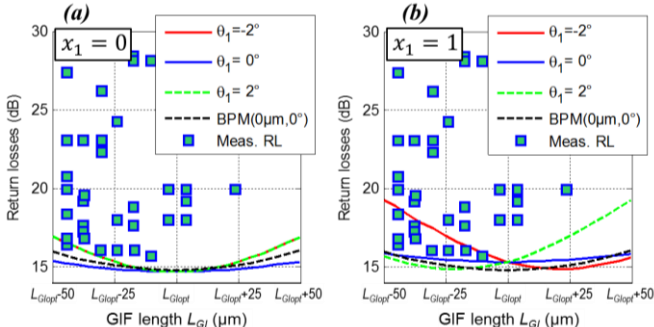 (a)
x₁ = 0
θ₁=-2°
θ₁= 0°
θ₁= 2°
BPM(0μm,0°)
Meas. RL
Return losses (dB)
30
25
20
15
L_GIopt-50 L_GIopt-25 L_GIopt L_GIopt+25 L_GIopt+50
GIF length L_GI (μm)
(b)
x₁ = 1
θ₁=-2°
θ₁= 0°
θ₁= 2°
BPM(0μm,0°)
Meas. RL
Return losses (dB)
30
25
20
15
L_GIopt-50 L_GIopt-25 L_GIopt L_GIopt+25 L_GIopt+50
GIF length L_GI (μm)